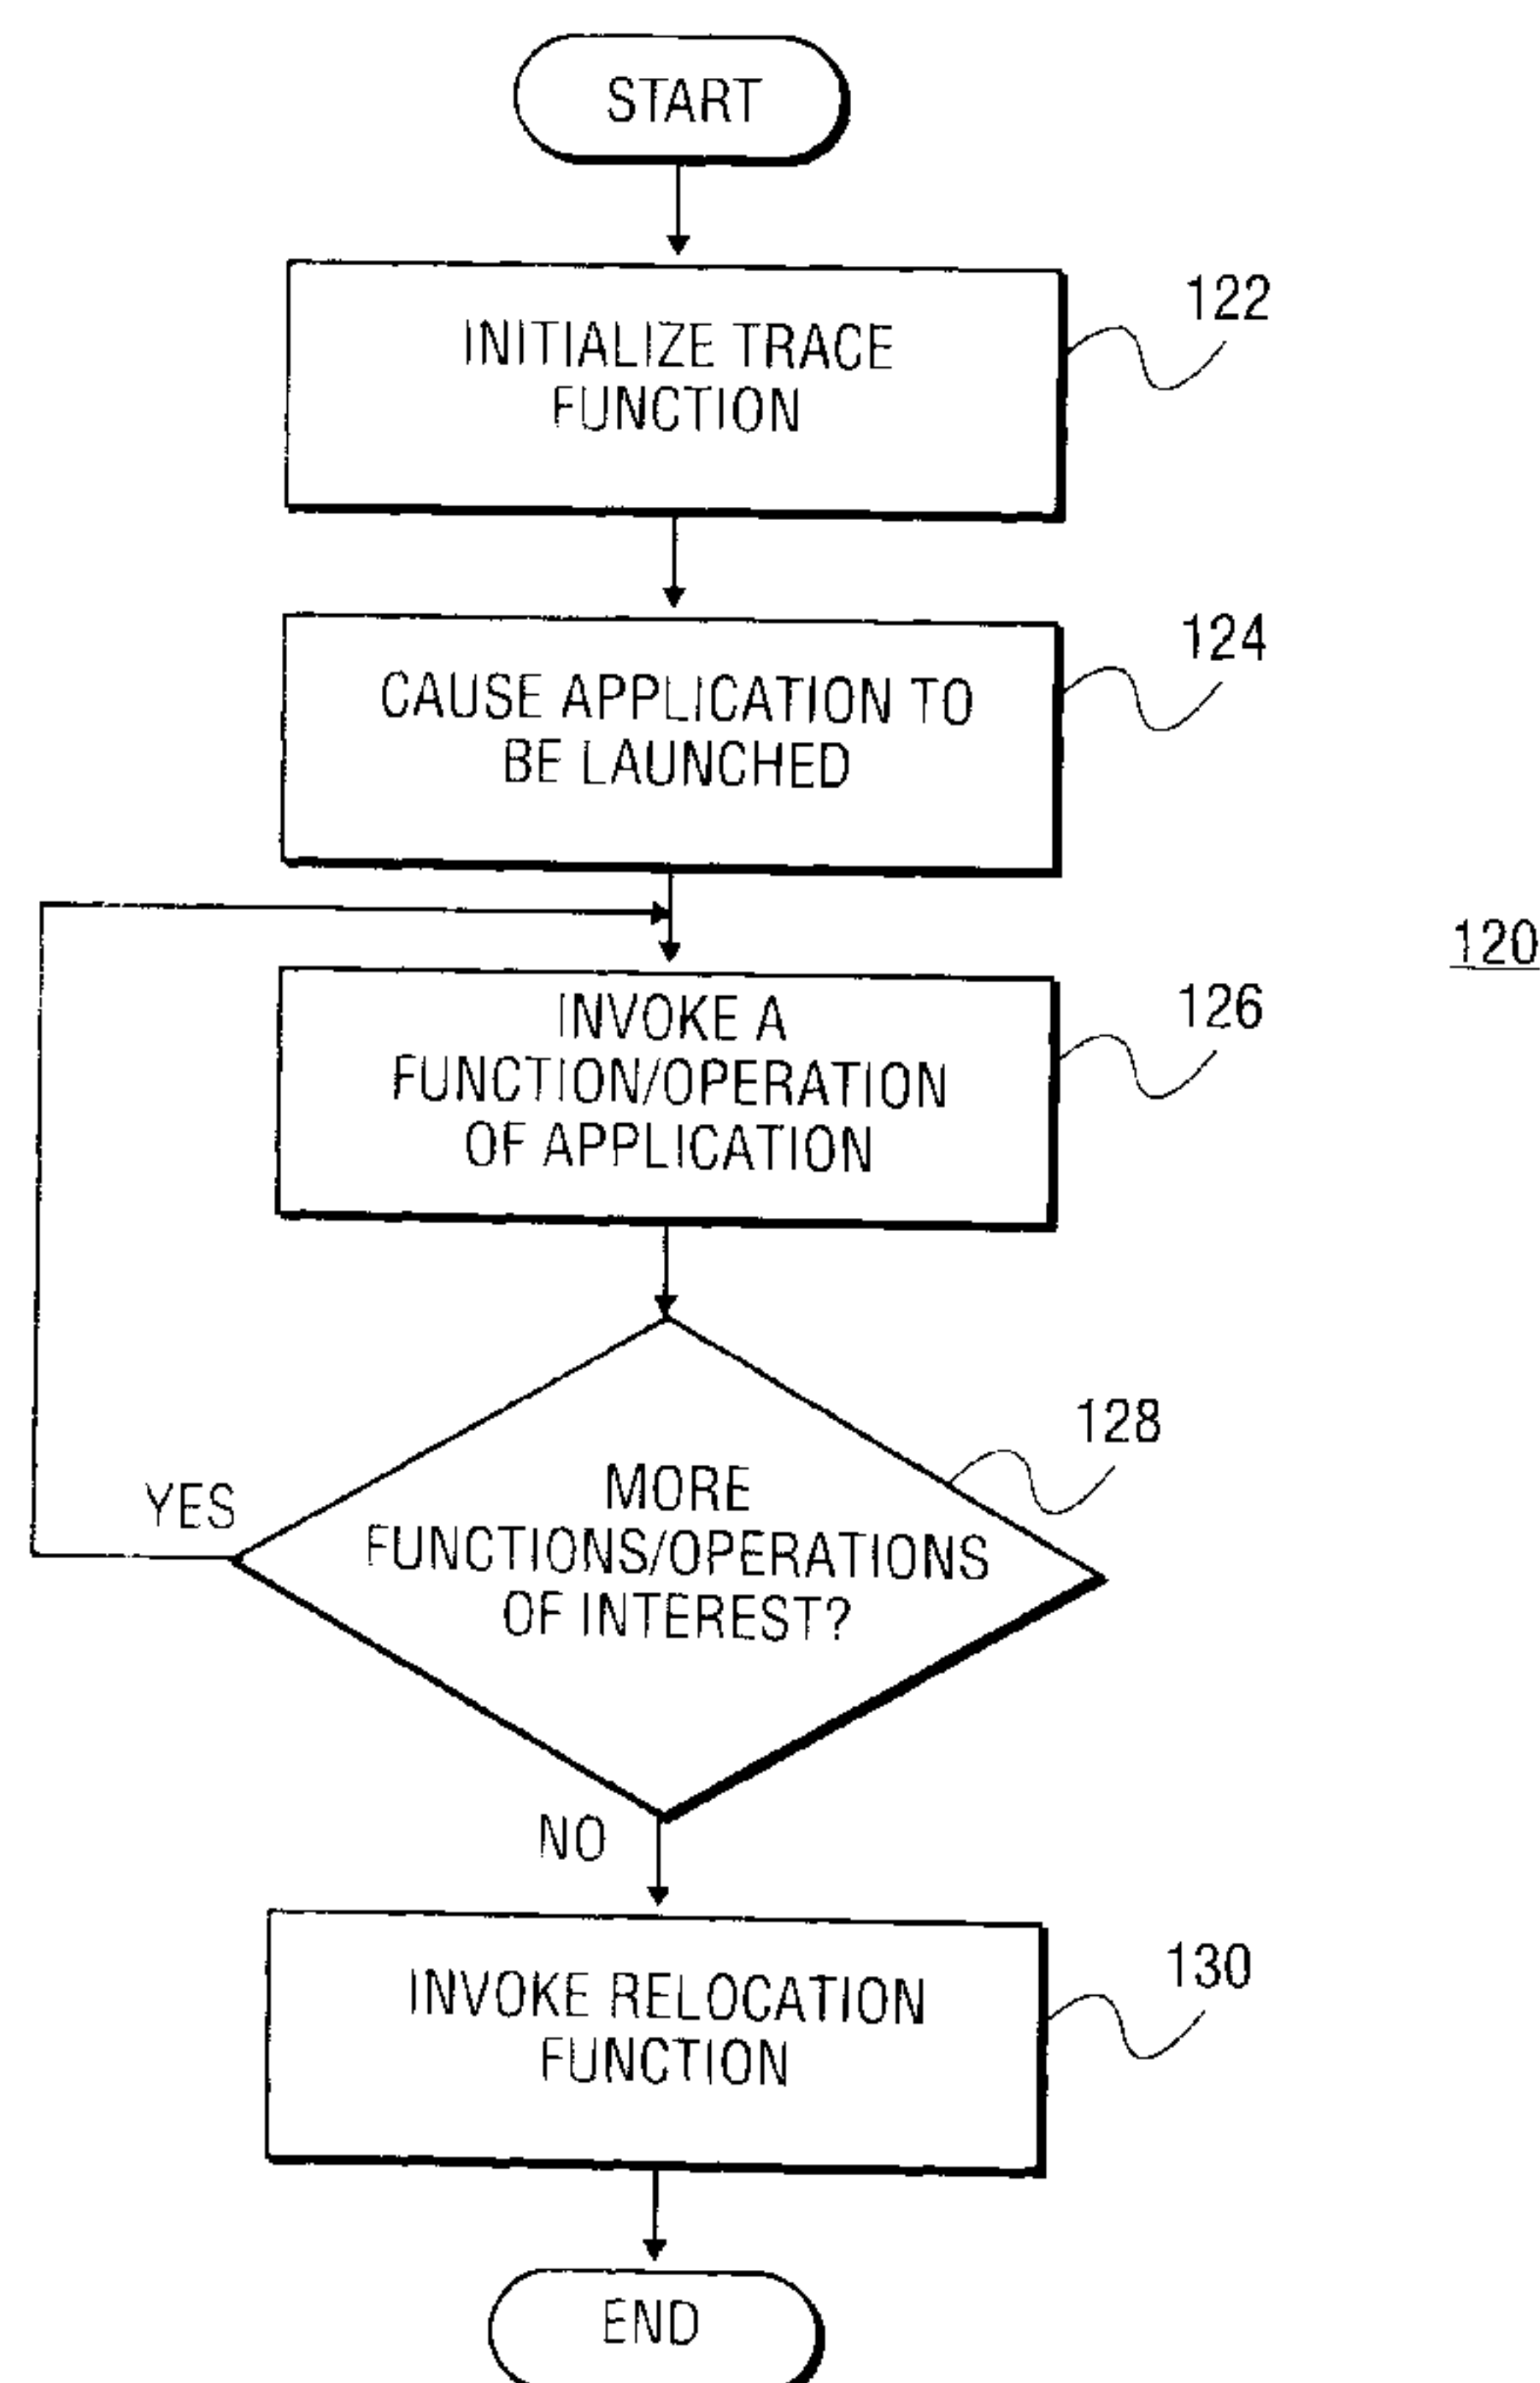 START
INITIALIZE TRACE
FUNCTION
122
CAUSE APPLICATION TO
BE LAUNCHED
124
120
INVOKE A
FUNCTION/OPERATION
OF APPLICATION
126
MORE
FUNCTIONS/OPERATIONS
OF INTEREST?
128
YES
NO
INVOKE RELOCATION
FUNCTION
130
END